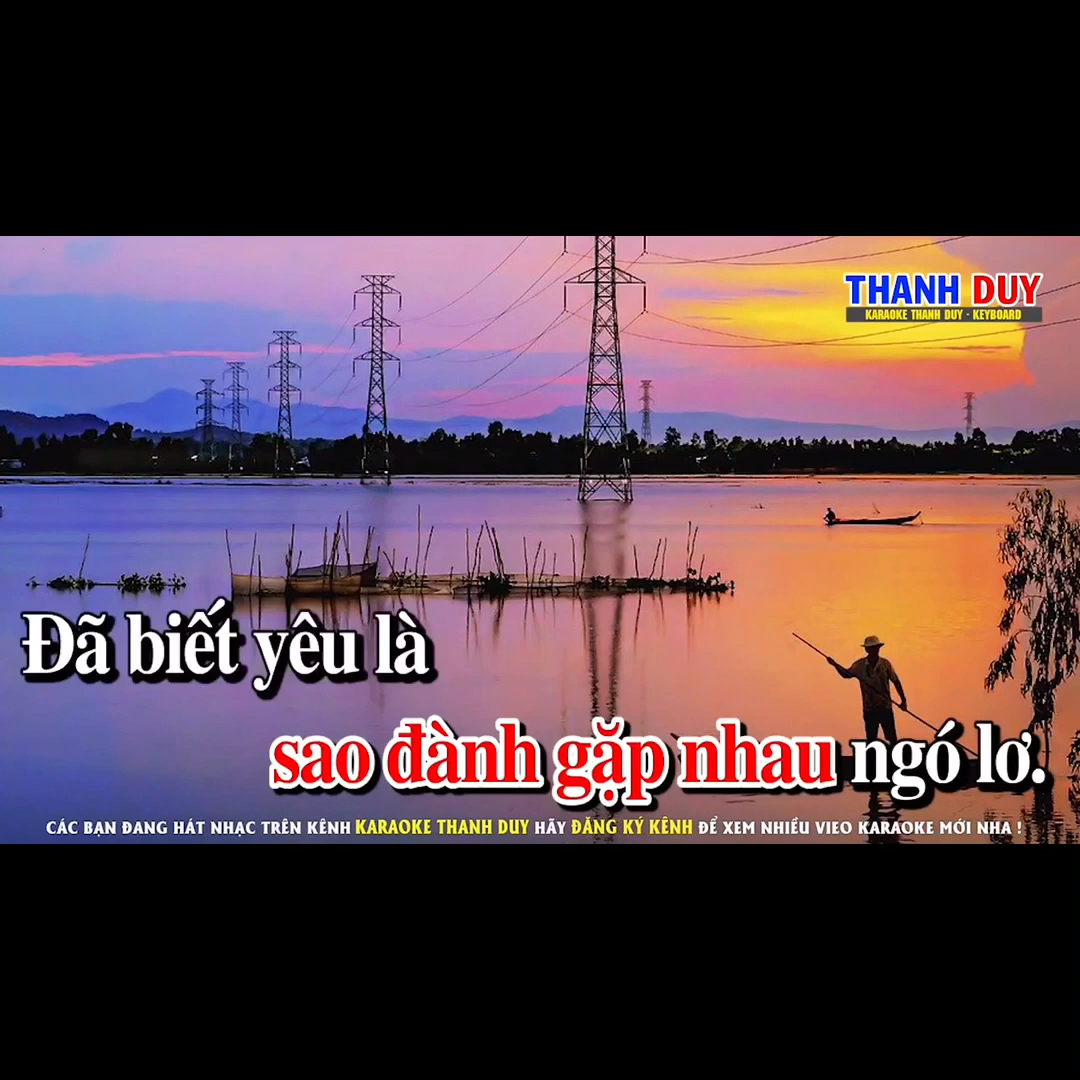 THANH DUY
KARAOKE THANH DUY - KEYBOARD
Đã biết yêu là
sao đành gặp nhau ngó lơ.
CÁC BẠN ĐANG HÁT NHẠC TRÊN KÊNH KARAOKE THANH DUY HÃY ĐĂNG KÝ KÊNH ĐỂ XEM NHIỀU VIEO KARAOKE MỚI NHA !